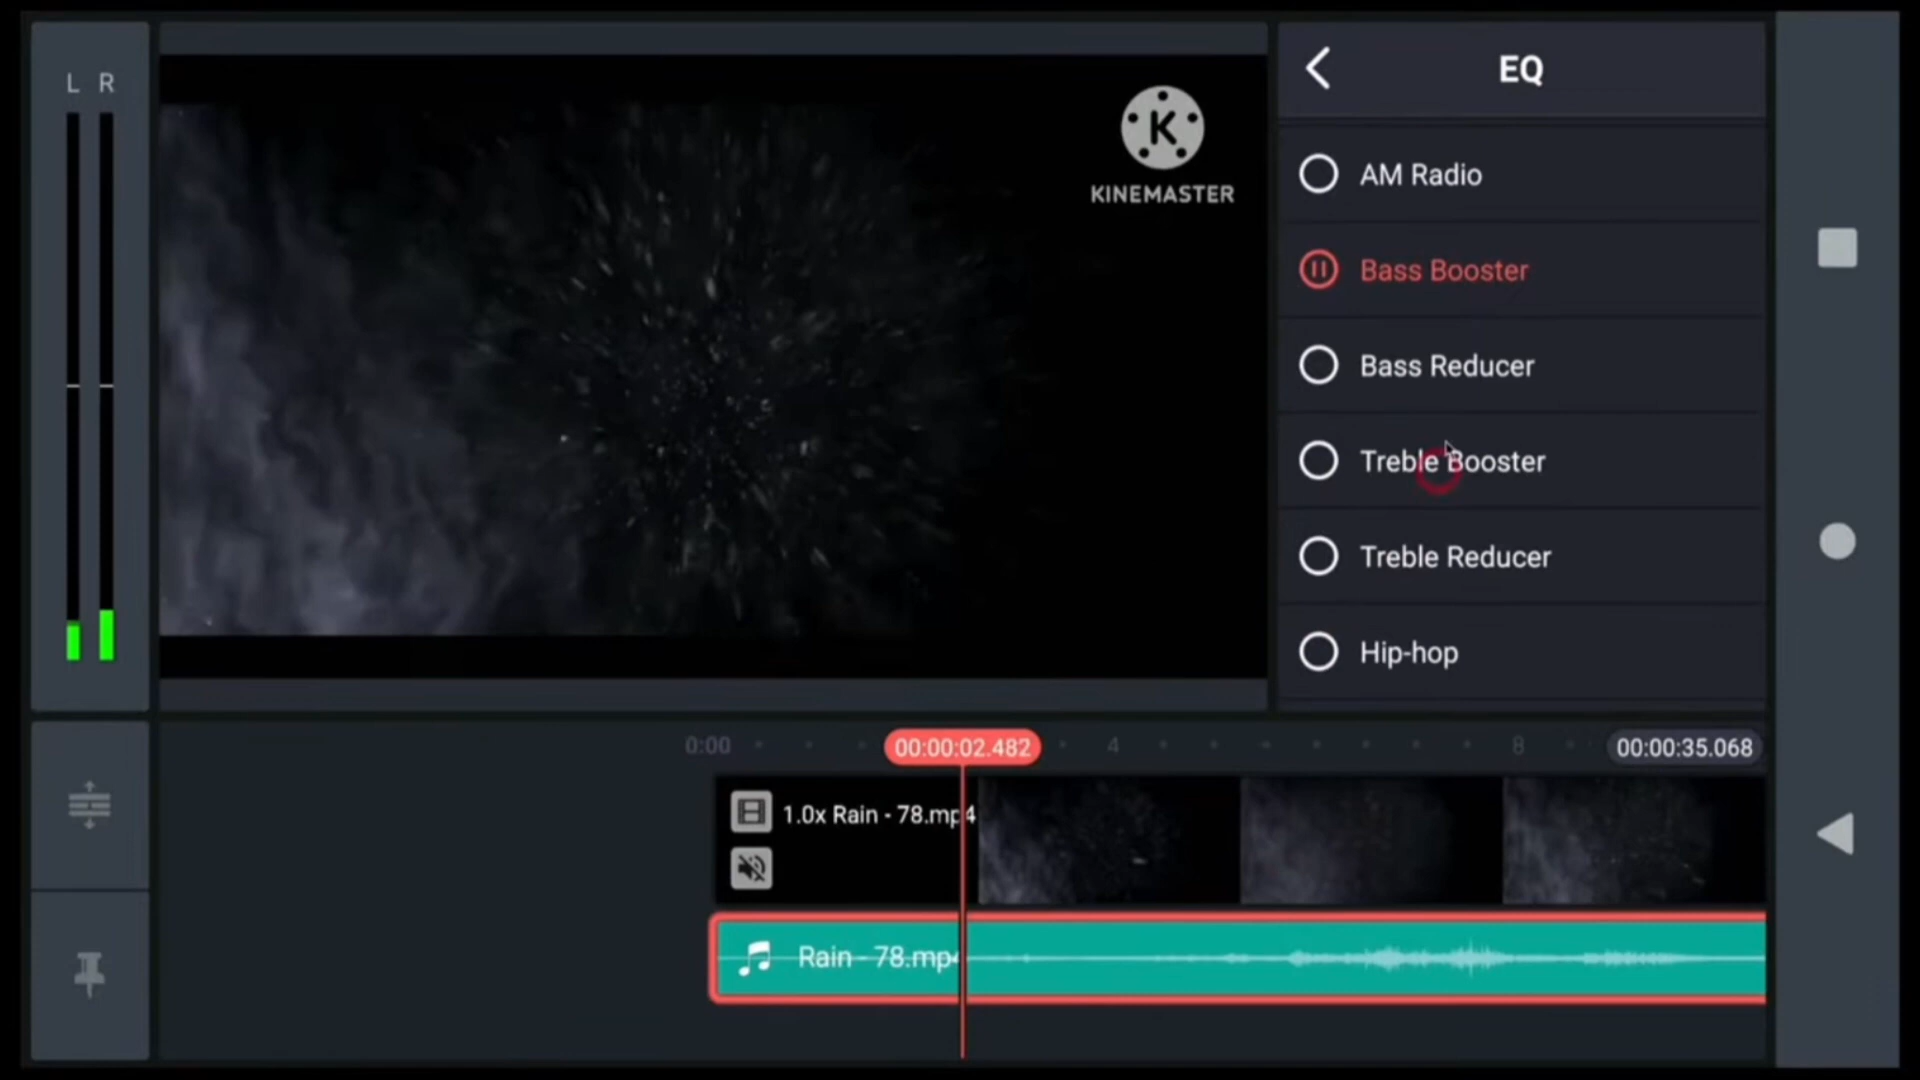 L R
K
KINEMASTER
EQ
AM Radio
Bass Booster
Bass Reducer
Treble Booster
Treble Reducer
Hip-hop
0:00
00:00:02.482
4
8
00:00:35.068
1.0x Rain - 78.mp4
Rain - 78.mp4